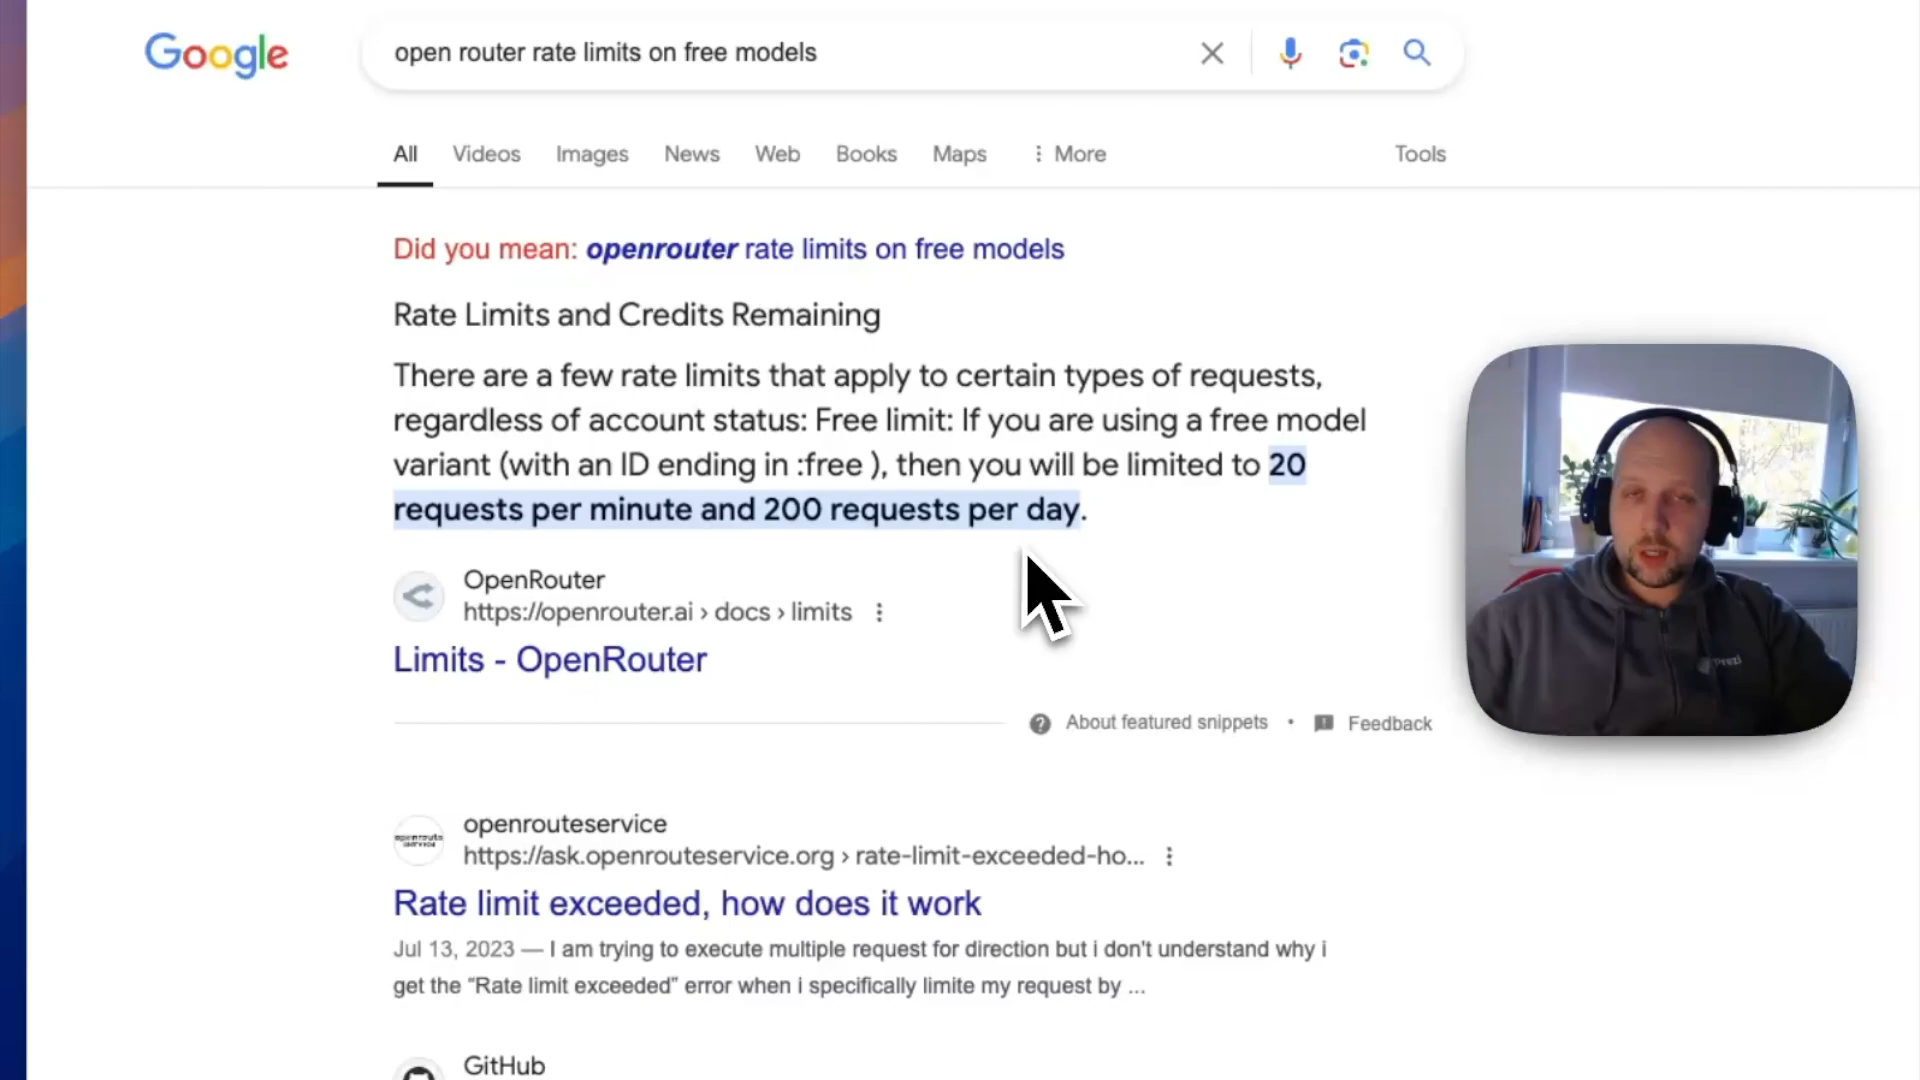 Google
open router rate limits on free models
All
Videos
Images
News
Web
Books
Maps
More
Tools
Did you mean: openrouter rate limits on free models
Rate Limits and Credits Remaining
There are a few rate limits that apply to certain types of requests,
regardless of account status: Free limit: If you are using a free model
variant (with an ID ending in :free ), then you will be limited to 20
requests per minute and 200 requests per day.
OpenRouter
https://openrouter.ai › docs › limits
Limits - OpenRouter
About featured snippets
•
Feedback
openrouteservice
https://ask.openrouteservice.org › rate-limit-exceeded-ho...
Rate limit exceeded, how does it work
Jul 13, 2023 — I am trying to execute multiple request for direction but i don't understand why i
get the “Rate limit exceeded” error when i specifically limite my request by ...
GitHub
Prezi